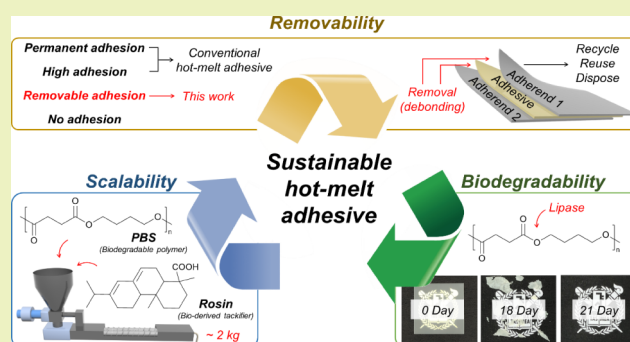 Removability
Permanent adhesion
High adhesion
Conventional
hot-melt adhesive
Removable adhesion
This work
No adhesion
Removal
(debonding)
Adherend 1
Adhesive
Adherend 2
Recycle
Reuse
Dispose
Sustainable
hot-melt
adhesive
Scalability
O
O
O
O
n
PBS
(Biodegradable polymer)
COOH
Rosin
(Bio-derived tackifier)
~ 2 kg
Biodegradability
Lipase
O
O
O
O
n
0 Day
18 Day
21 Day